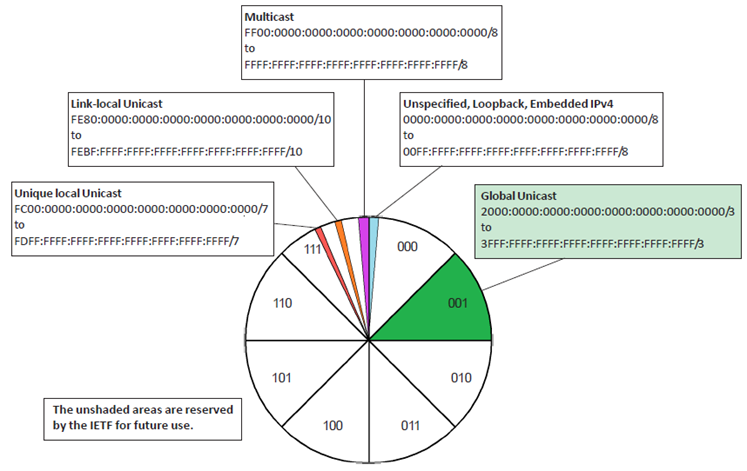 Multicast
FF00:0000:0000:0000:0000:0000:0000:0000/8
to
FFFF:FFFF:FFFF:FFFF:FFFF:FFFF:FFFF:FFFF/8
Link-local Unicast
FE80:0000:0000:0000:0000:0000:0000:0000/10
to
FEBF:FFFF:FFFF:FFFF:FFFF:FFFF:FFFF:FFFF/10
Unspecified, Loopback, Embedded IPv4
0000:0000:0000:0000:0000:0000:0000:0000/8
to
00FF:FFFF:FFFF:FFFF:FFFF:FFFF:FFFF:FFFF/8
Unique local Unicast
FC00:0000:0000:0000:0000:0000:0000:0000/7
to
FDFF:FFFF:FFFF:FFFF:FFFF:FFFF:FFFF:FFFF/7
Global Unicast
2000:0000:0000:0000:0000:0000:0000:0000/3
to
3FFF:FFFF:FFFF:FFFF:FFFF:FFFF:FFFF:FFFF/3
111
000
110
001
101
010
100
011
The unshaded areas are reserved
by the IETF for future use.